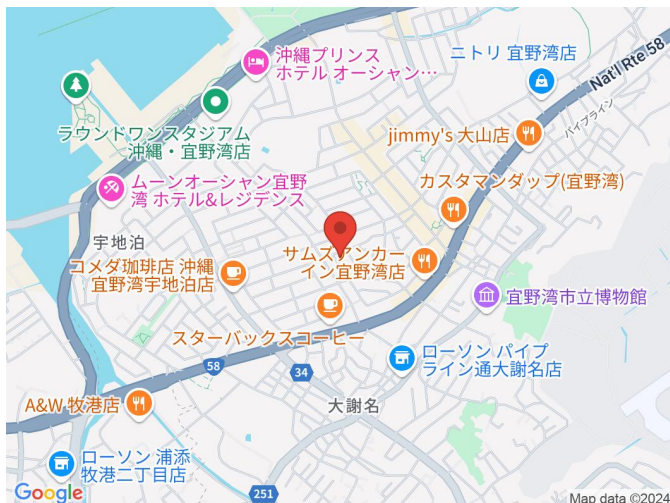 沖縄プリンス
ホテル オーシャン…
ニトリ 宜野湾店
Nat'l Rte 58
パイプライン
ラウンドワンスタジアム
沖縄・宜野湾店
jimmy's 大山店
ムーンオーシャン宜野
湾 ホテル&レジデンス
カスタマンダップ(宜野湾)
宇地泊
コメダ珈琲店 沖縄
宜野湾宇地泊店
サムズアンカー
イン宜野湾店
宜野湾市立博物館
スターバックスコーヒー
58
34
ローソン パイプ
ライン通大謝名店
A&W 牧港店
大謝名
ローソン 浦添
牧港二丁目店
251
Google
Map data ©2024